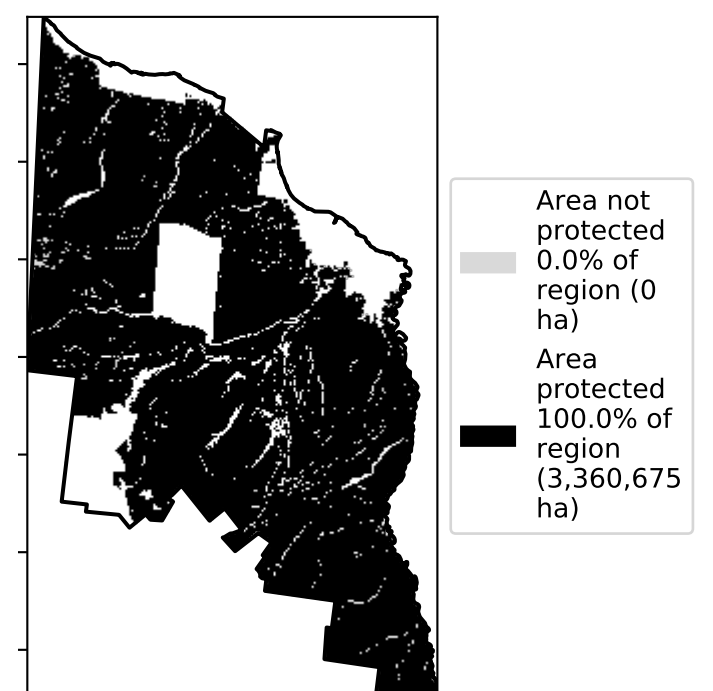 Area not
protected
0.0% of
region (0
ha)
Area
protected
100.0% of
region
(3,360,675
ha)